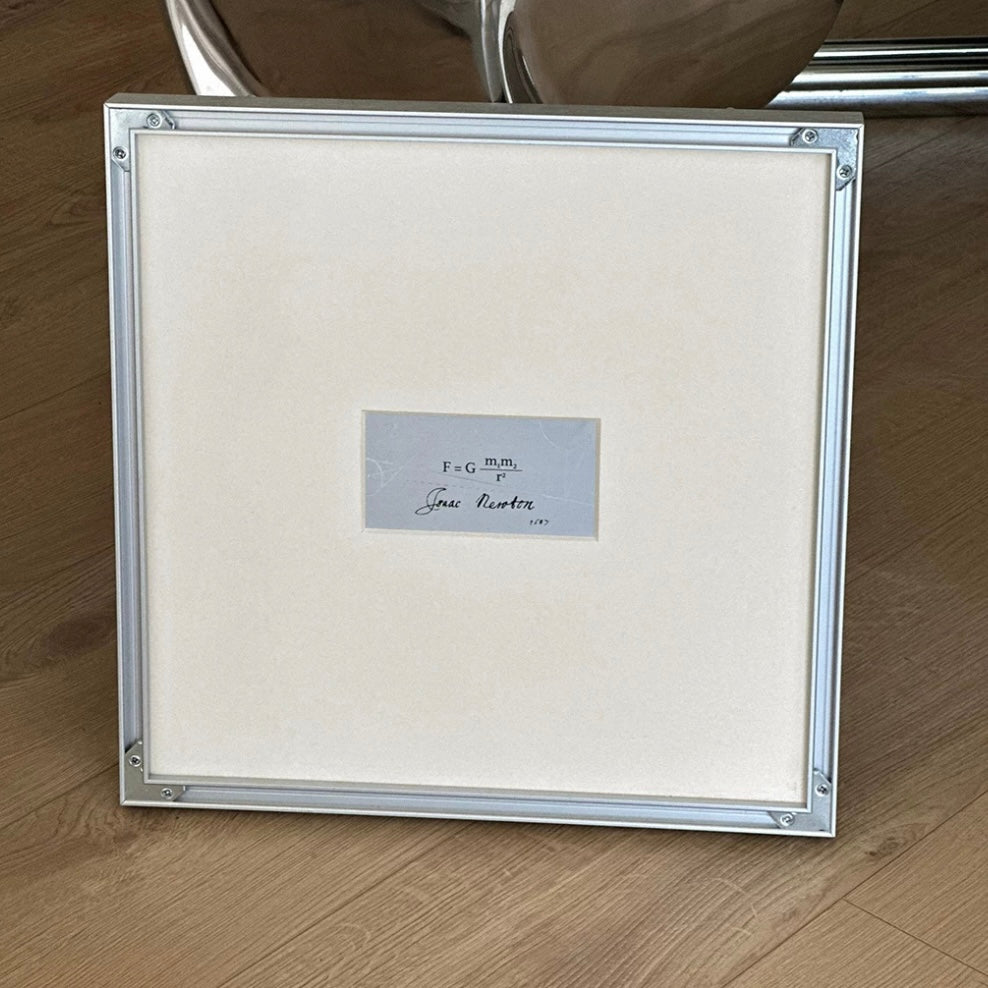 F = G m₁m₂/r²
Isaac Newton
1687